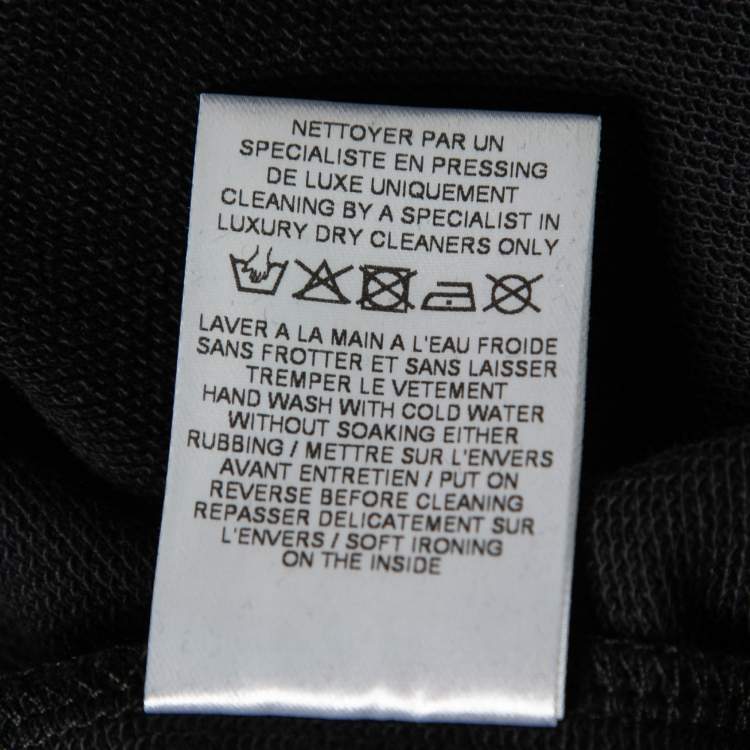 NETTOYER PAR UN
SPECIALISTE EN PRESSING
DE LUXE UNIQUEMENT
CLEANING BY A SPECIALIST IN
LUXURY DRY CLEANERS ONLY
LAVER A LA MAIN A L'EAU FROIDE
SANS FROTTER ET SANS LAISSER
TREMPER LE VETEMENT
HAND WASH WITH COLD WATER
WITHOUT SOAKING EITHER
RUBBING / METTRE SUR L'ENVERS
AVANT ENTRETIEN / PUT ON
REVERSE BEFORE CLEANING
REPASSER DELICATEMENT SUR
L'ENVERS / SOFT IRONING
ON THE INSIDE